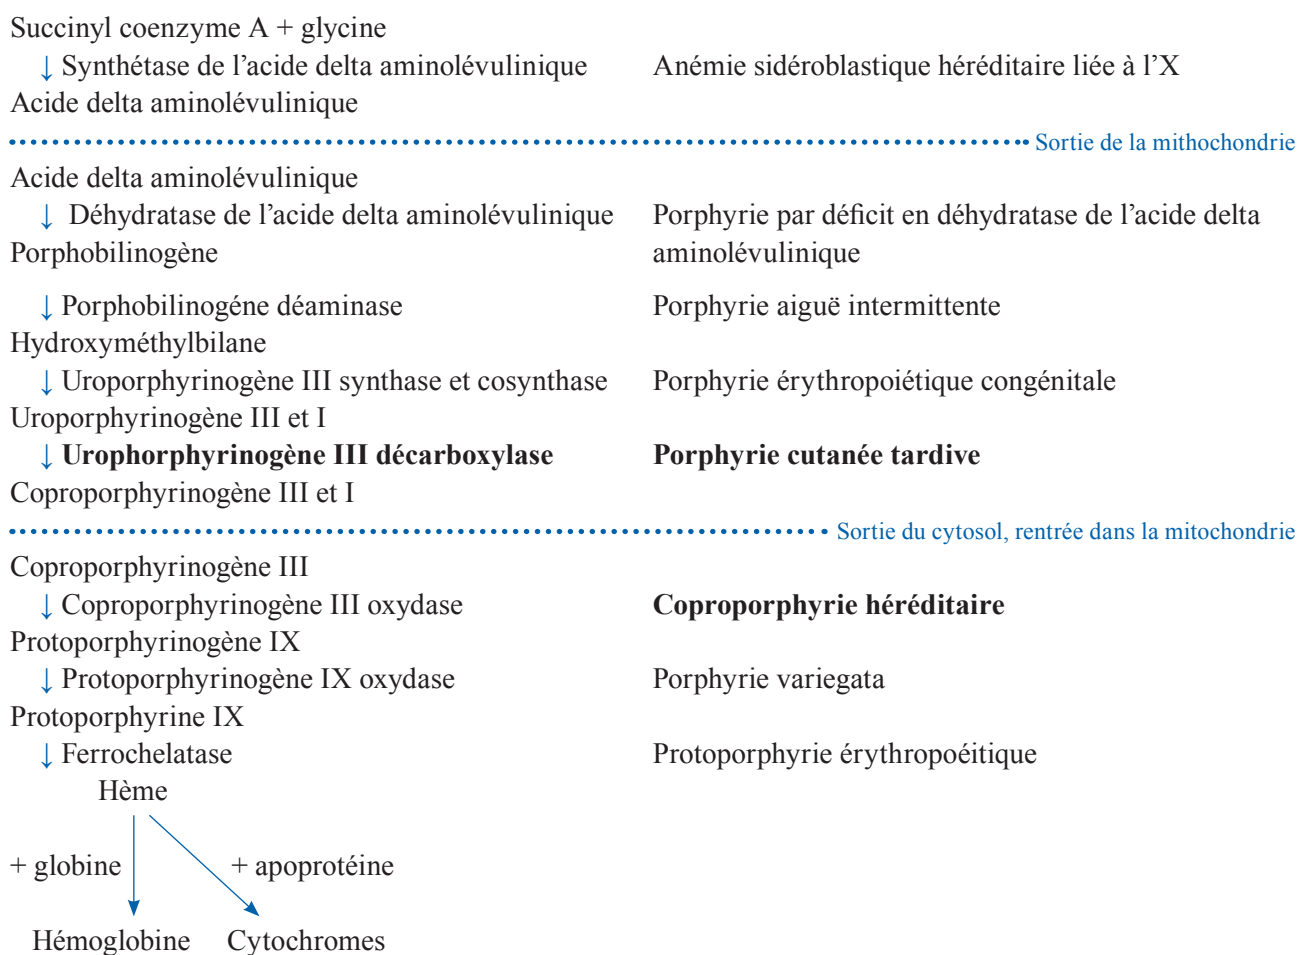 Succinyl coenzyme A + glycine
↓ Synthétase de l’acide delta aminolévulinique Anémie sidéroblastique héréditaire liée à l’X
Acide delta aminolévulinique
Sortie de la mithochondrie
Acide delta aminolévulinique
↓ Déhydratase de l’acide delta aminolévulinique Porphyrie par déficit en déhydratase de l’acide delta
Porphobilinogène aminolévulinique
↓ Porphobilinogéne déaminase Porphyrie aiguë intermittente
Hydroxyméthylbilane
↓ Uroporphyrinogène III synthase et cosynthase Porphyrie érythropoiétique congénitale
Uroporphyrinogène III et I
↓ Urophorphyrinogène III décarboxylase Porphyrie cutanée tardive
Coproporphyrinogène III et I
Sortie du cytosol, rentrée dans la mitochondrie
Coproporphyrinogène III
↓ Coproporphyrinogène III oxydase Coproporphyrie héréditaire
Protoporphyrinogène IX
↓ Protoporphyrinogène IX oxydase Porphyrie variegata
Protoporphyrine IX
↓ Ferrochelatase Protoporphyrie érythropoéitique
Hème
+ globine + apoprotéine
Hémoglobine Cytochromes